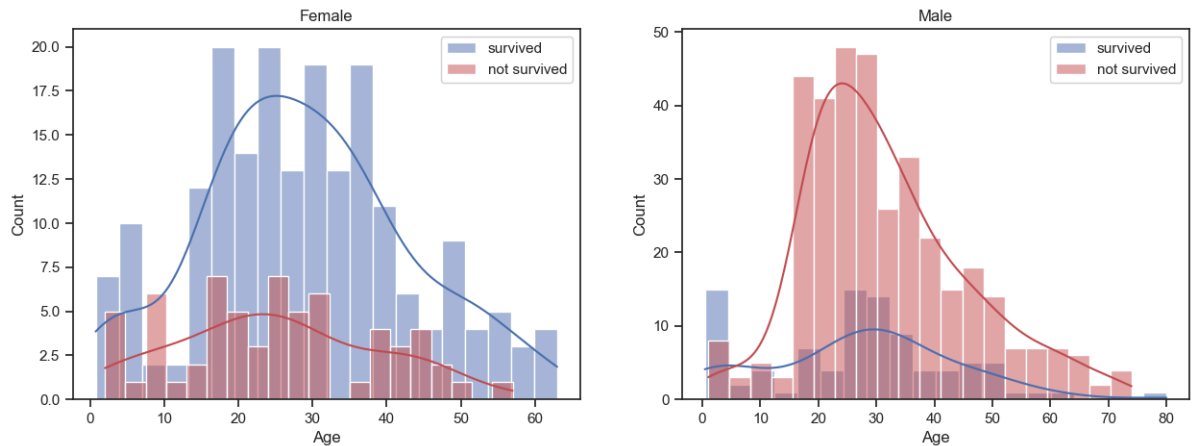 Female
20.0
17.5
15.0
12.5
10.0
7.5
5.0
2.5
0.0
Count
0 10 20 30 40 50 60
Age
survived
not survived
Male
50
40
30
20
10
0
Count
0 10 20 30 40 50 60 70 80
Age
survived
not survived